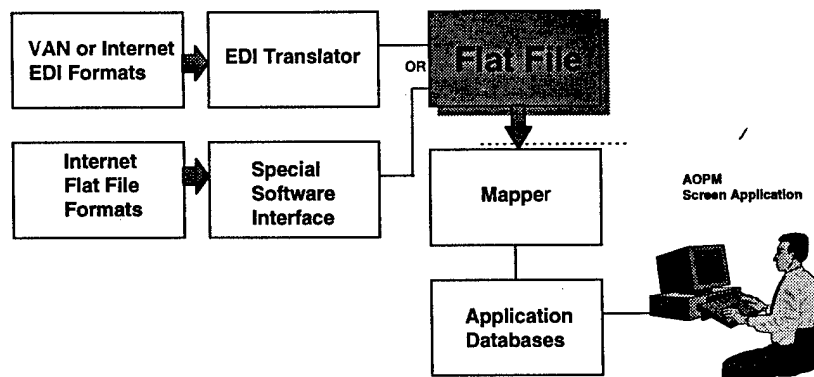 VAN or Internet
EDI Formats
EDI Translator
OR
Flat File
Internet
Flat File
Formats
Special
Software
Interface
Mapper
AOPM
Screen Application
Application
Databases